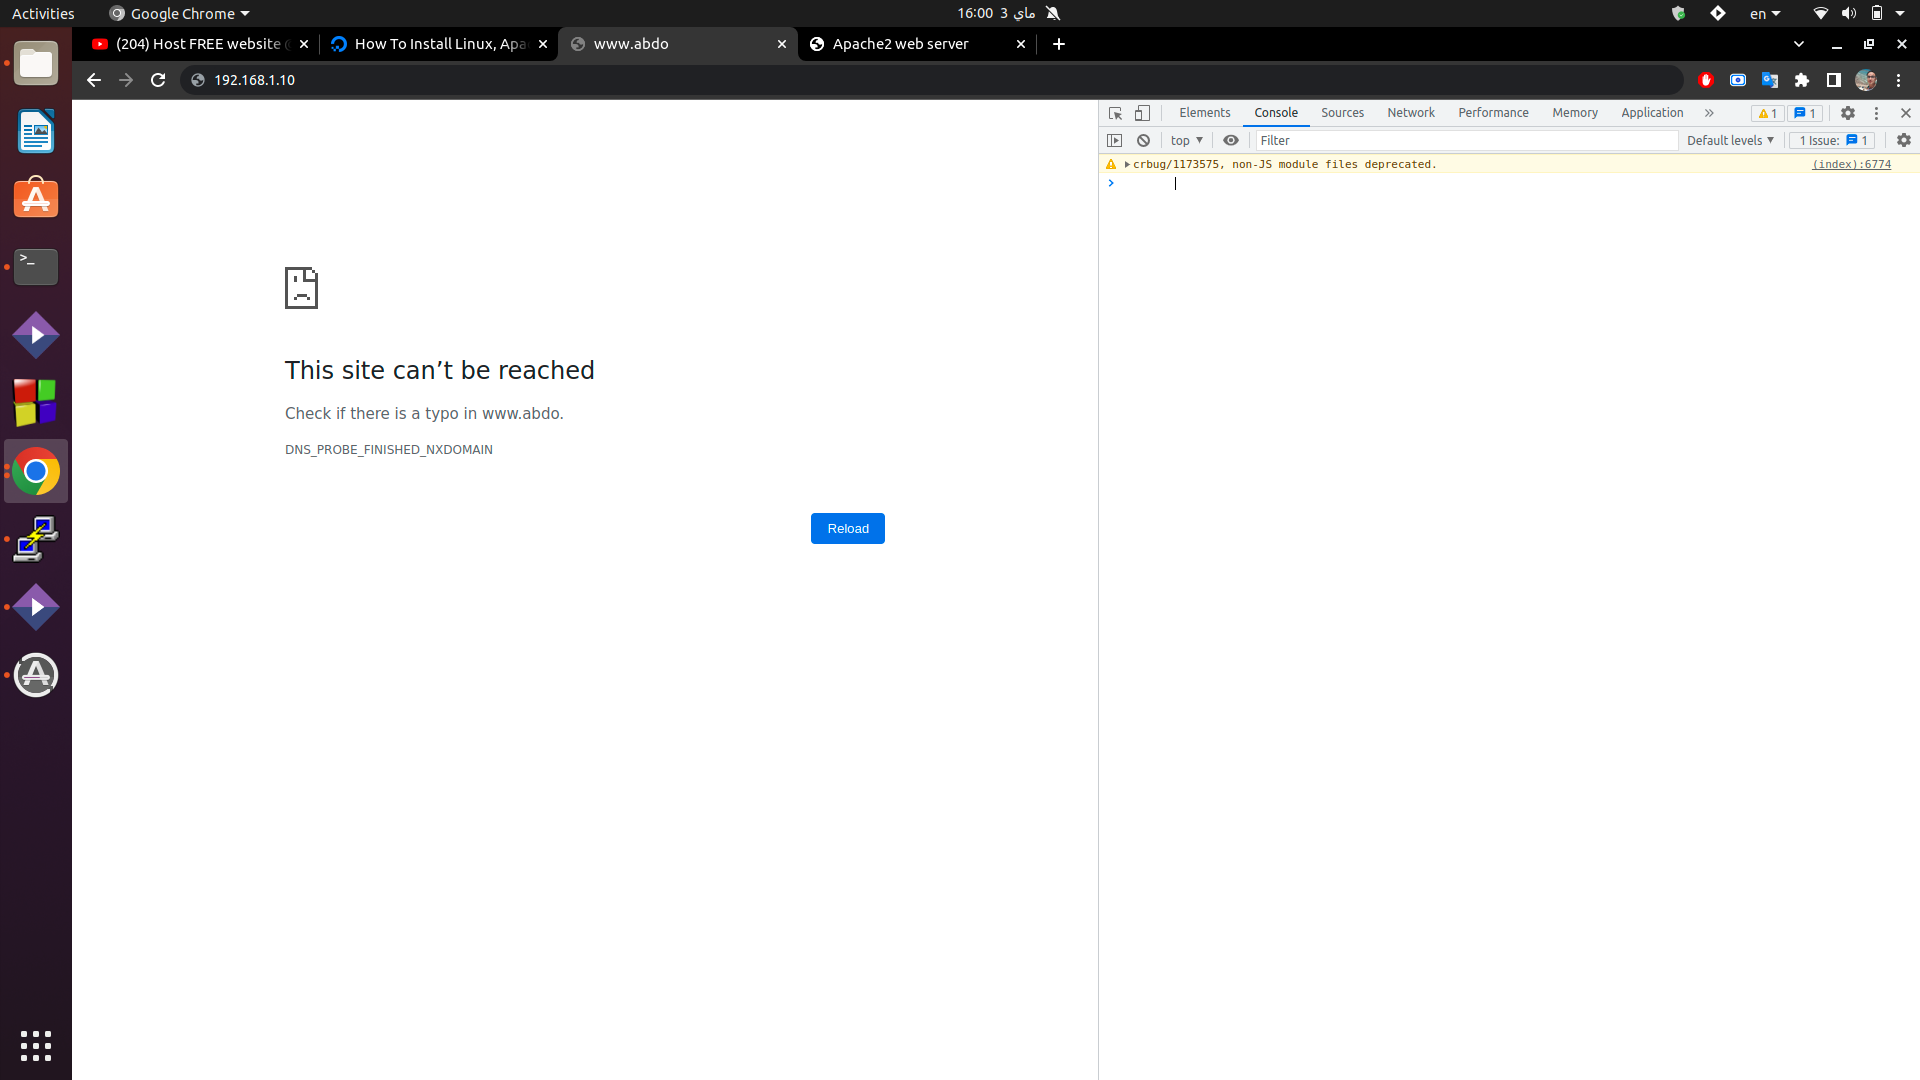 Activities
Google Chrome
16:00 3 ماي
en
(204) Host FREE website
How To Install Linux, Apa
www.abdo
Apache2 web server
192.168.1.10
Elements
Console
Sources
Network
Performance
Memory
Application
1
1
top
Filter
Default levels
1 Issue: 1
crbug/1173575, non-JS module files deprecated.
(index):6774
This site can’t be reached
Check if there is a typo in www.abdo.
DNS_PROBE_FINISHED_NXDOMAIN
Reload